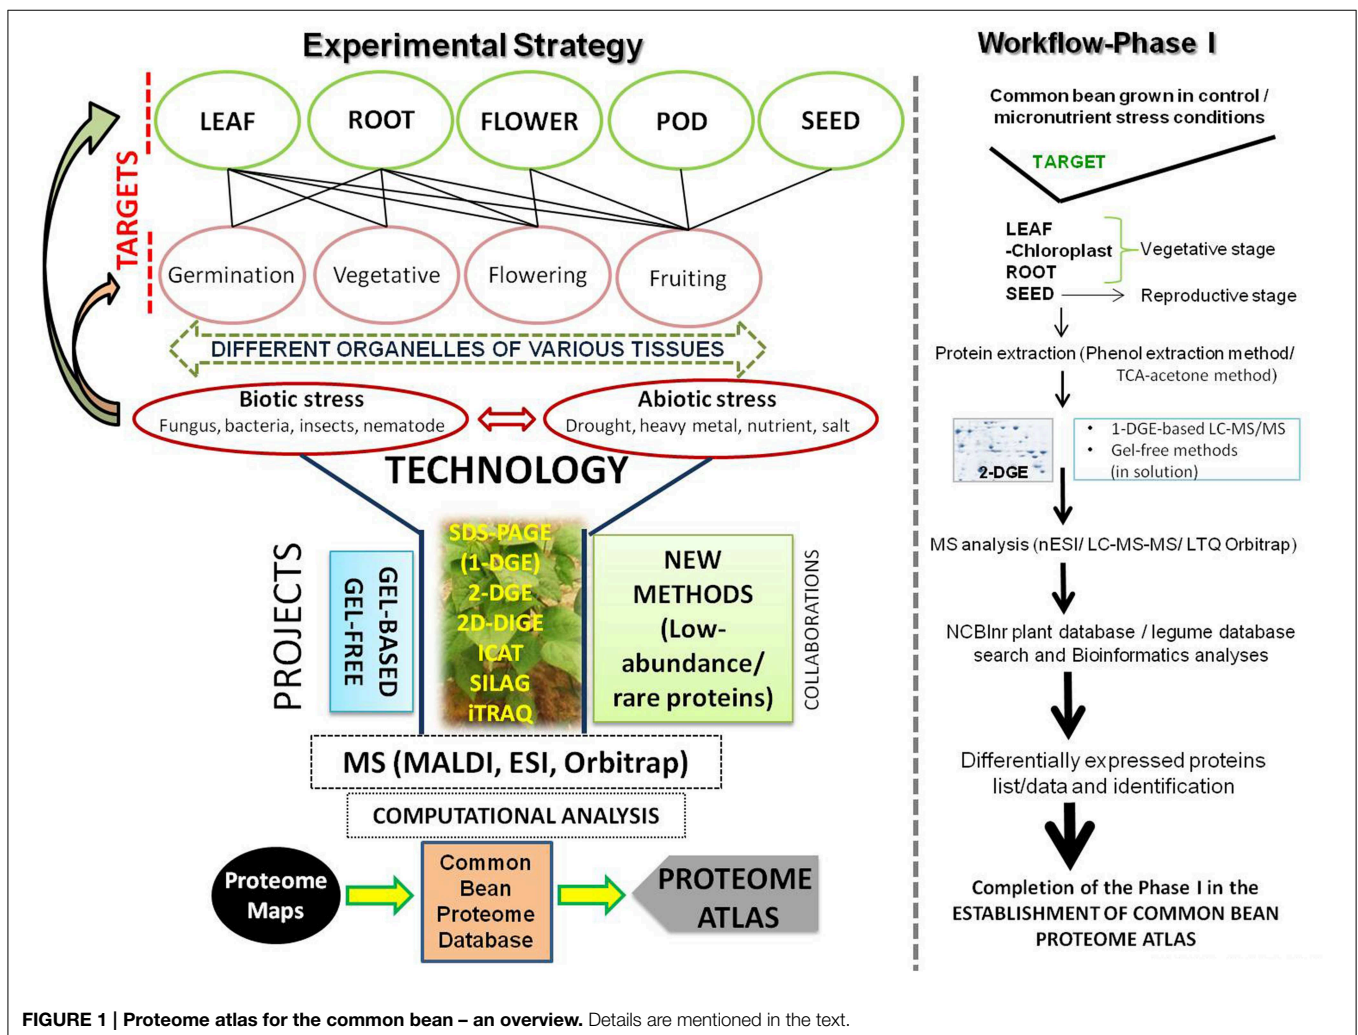 Experimental Strategy
LEAF
ROOT
FLOWER
POD
SEED
TARGETS
Germination
Vegetative
Flowering
Fruiting
DIFFERENT ORGANELLES OF VARIOUS TISSUES
Biotic stress
Fungus, bacteria, insects, nematode
Abiotic stress
Drought, heavy metal, nutrient, salt
TECHNOLOGY
PROJECTS
GEL-BASED
GEL-FREE
SDS-PAGE
(1-DGE)
2-DGE
2D-DIGE
ICAT
SILAG
iTRAQ
NEW
METHODS
(Low-
abundance/
rare proteins)
COLLABORATIONS
MS (MALDI, ESI, Orbitrap)
COMPUTATIONAL ANALYSIS
Proteome
Maps
Common
Bean
Proteome
Database
PROTEOME
ATLAS
Workflow-Phase I
Common bean grown in control /
micronutrient stress conditions
TARGET
LEAF
-Chloroplast
ROOT
Vegetative stage
SEED
Reproductive stage
Protein extraction (Phenol extraction method/
TCA-acetone method)
2-DGE
• 1-DGE-based LC-MS/MS
• Gel-free methods
(in solution)
MS analysis (nESI/ LC-MS-MS/ LTQ Orbitrap)
NCBInr plant database / legume database
search and Bioinformatics analyses
Differentially expressed proteins
list/data and identification
Completion of the Phase I in the
ESTABLISHMENT OF COMMON BEAN
PROTEOME ATLAS
FIGURE 1 | Proteome atlas for the common bean – an overview. Details are mentioned in the text.